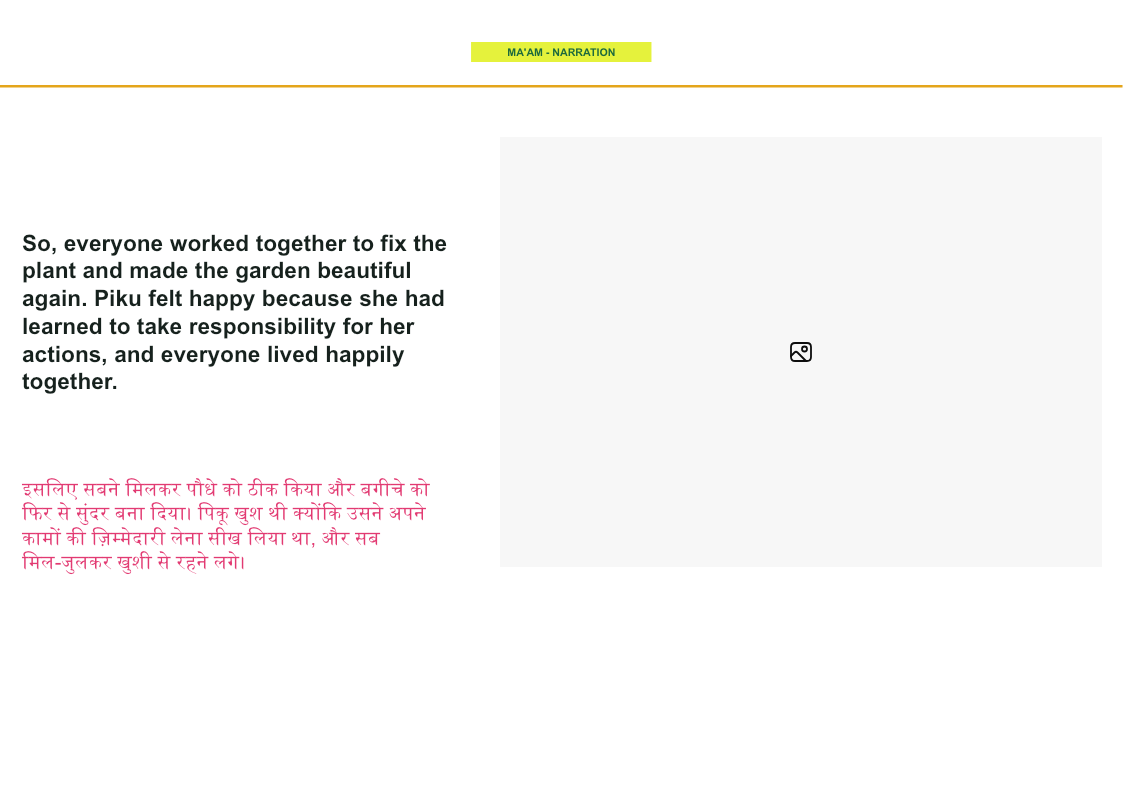 MA'AM - NARRATION
So, everyone worked together to fix the
plant and made the garden beautiful
again. Piku felt happy because she had
learned to take responsibility for her
actions, and everyone lived happily
together.
इसलिए सबने मिलकर पौधे को ठीक किया और बगीचे को
फिर से सुंदर बना दिया। पिकू खुश थी क्योंकि उसने अपने
कामों की ज़िम्मेदारी लेना सीख लिया था, और सब
मिल-जुलकर खुशी से रहने लगे।